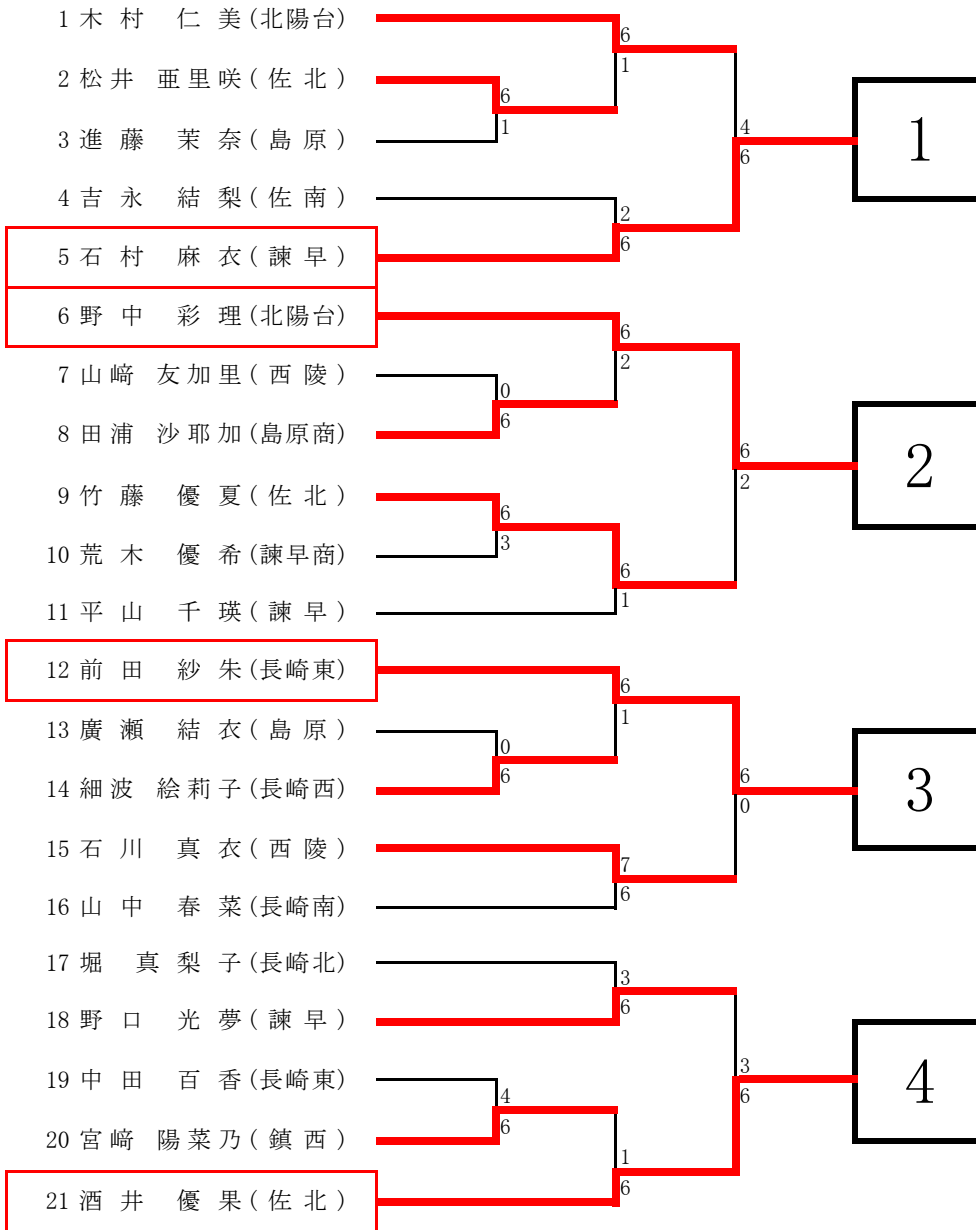 1 木村 仁美(北陽台)
6
1
2 松井 亜里咲(佐北)
6
1
3 進藤 茉奈(島原)
4
6
1
4 吉永 結梨(佐南)
2
6
5 石村 麻衣(諫早)
6 野中 彩理(北陽台)
6
2
7 山﨑 友加里(西陵)
0
6
8 田浦 沙耶加(島原商)
6
2
2
9 竹藤 優夏(佐北)
6
3
10 荒木 優希(諫早商)
6
1
11 平山 千瑛(諫早)
12 前田 紗朱(長崎東)
6
1
13 廣瀬 結衣(島原)
0
6
14 細波 絵莉子(長崎西)
6
0
3
15 石川 真衣(西陵)
7
6
16 山中 春菜(長崎南)
17 堀 真梨子(長崎北)
3
6
18 野口 光夢(諫早)
3
6
4
19 中田 百香(長崎東)
4
6
20 宮﨑 陽菜乃(鎮西)
1
6
21 酒井 優果(佐北)